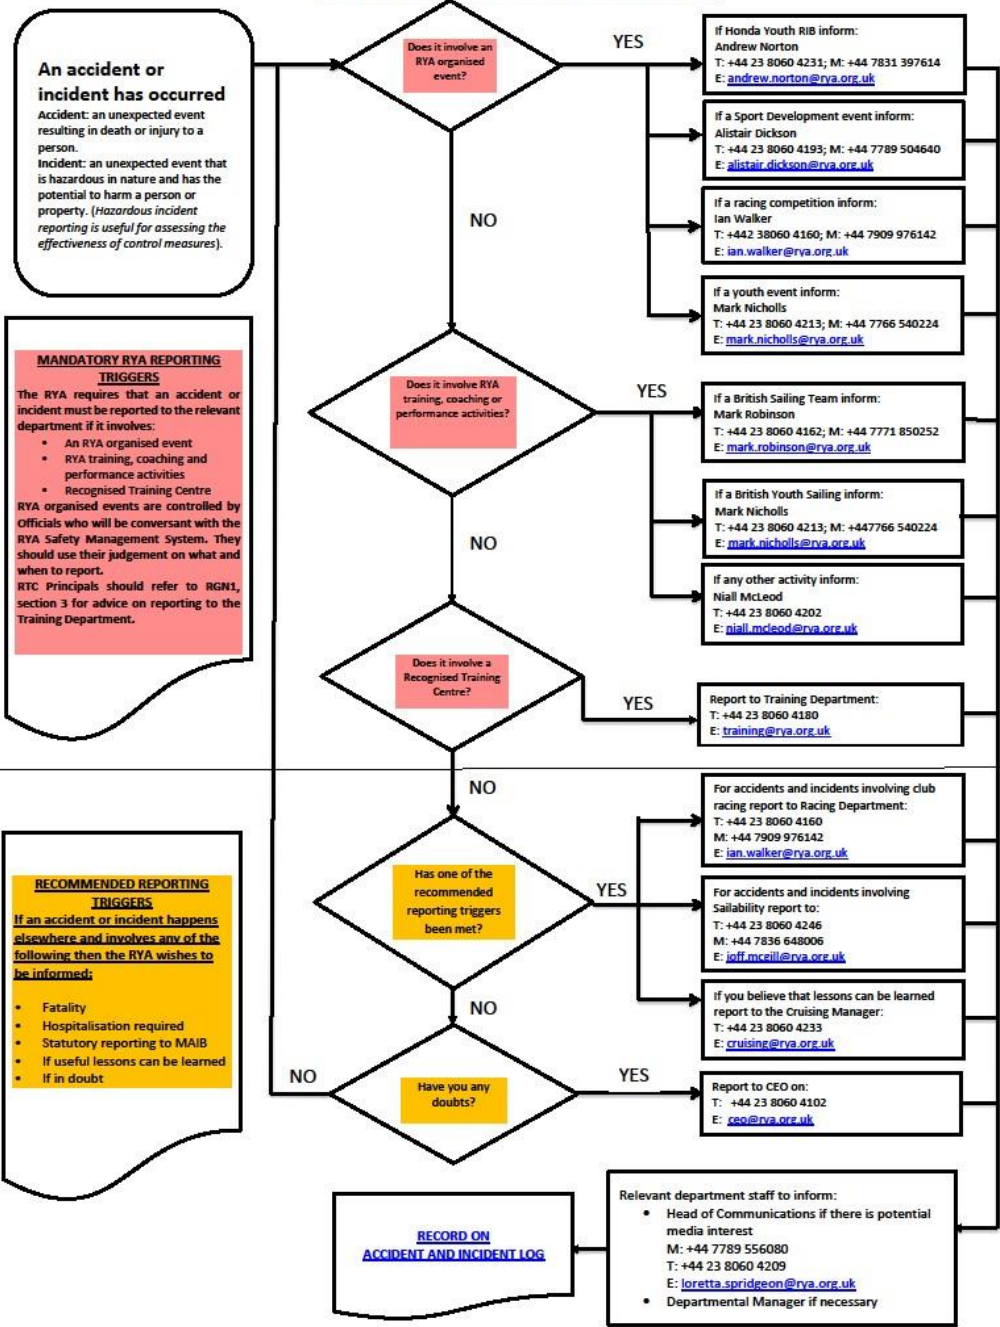 An accident or
incident has occurred
Accident: an unexpected event
resulting in death or injury to a
person.
Incident: an unexpected event that
is hazardous in nature and has the
potential to harm a person or
property. (Hazardous incident
reporting is useful for assessing the
effectiveness of control measures).
Does it involve an
RYA organised
event?
YES
NO
If Honda Youth RIB inform:
Andrew Norton
T: +44 23 8060 4231; M: +44 7831 397614
E: andrew.norton@rya.org.uk
If a Sport Development event inform:
Alistair Dickson
T: +44 23 8060 4193; M: +44 7789 504640
E: alistair.dickson@rya.org.uk
If a racing competition inform:
Ian Walker
T: +442 38060 4160; M: +44 7909 976142
E: ian.walker@rya.org.uk
If a youth event inform:
Mark Nicholls
T: +44 23 8060 4213; M: +44 7766 540224
E: mark.nicholls@rya.org.uk
MANDATORY RYA REPORTING
TRIGGERS
The RYA requires that an accident or
incident must be reported to the relevant
department if it involves:
• An RYA organised event
• RYA training, coaching and
performance activities
• Recognised Training Centre
RYA organised events are controlled by
Officials who will be conversant with the
RYA Safety Management System. They
should use their judgement on what and
when to report.
RTC Principals should refer to RGN1,
section 3 for advice on reporting to the
Training Department.
Does it involve RYA
training, coaching or
performance activities?
YES
NO
If a British Sailing Team inform:
Mark Robinson
T: +44 23 8060 4162; M: +44 7771 850252
E: mark.robinson@rya.org.uk
If a British Youth Sailing inform:
Mark Nicholls
T: +44 23 8060 4213; M: +447766 540224
E: mark.nicholls@rya.org.uk
If any other activity inform:
Niall McLeod
T: +44 23 8060 4202
E: niall.mcleod@rya.org.uk
Does it involve a
Recognised Training
Centre?
YES
NO
Report to Training Department:
T: +44 23 8060 4180
E: training@rya.org.uk
RECOMMENDED REPORTING
TRIGGERS
If an accident or incident happens
elsewhere and involves any of the
following then the RYA wishes to
be informed:
• Fatality
• Hospitalisation required
• Statutory reporting to MAIB
• If useful lessons can be learned
• If in doubt
Has one of the
recommended
reporting triggers
been met?
YES
NO
For accidents and incidents involving club
racing report to Racing Department:
T: +44 23 8060 4160
M: +44 7909 976142
E: ian.walker@rya.org.uk
For accidents and incidents involving
Sailability report to:
T: +44 23 8060 4246
M: +44 7836 648006
E: joff.mcgill@rya.org.uk
If you believe that lessons can be learned
report to the Cruising Manager:
T: +44 23 8060 4233
E: cruising@rya.org.uk
Have you any
doubts?
NO
YES
Report to CEO on:
T: +44 23 8060 4102
E: ceo@rya.org.uk
Relevant department staff to inform:
• Head of Communications if there is potential
media interest
M: +44 7789 556080
T: +44 23 8060 4209
E: loretta.spridgeon@rya.org.uk
• Departmental Manager if necessary
RECORD ON
ACCIDENT AND INCIDENT LOG